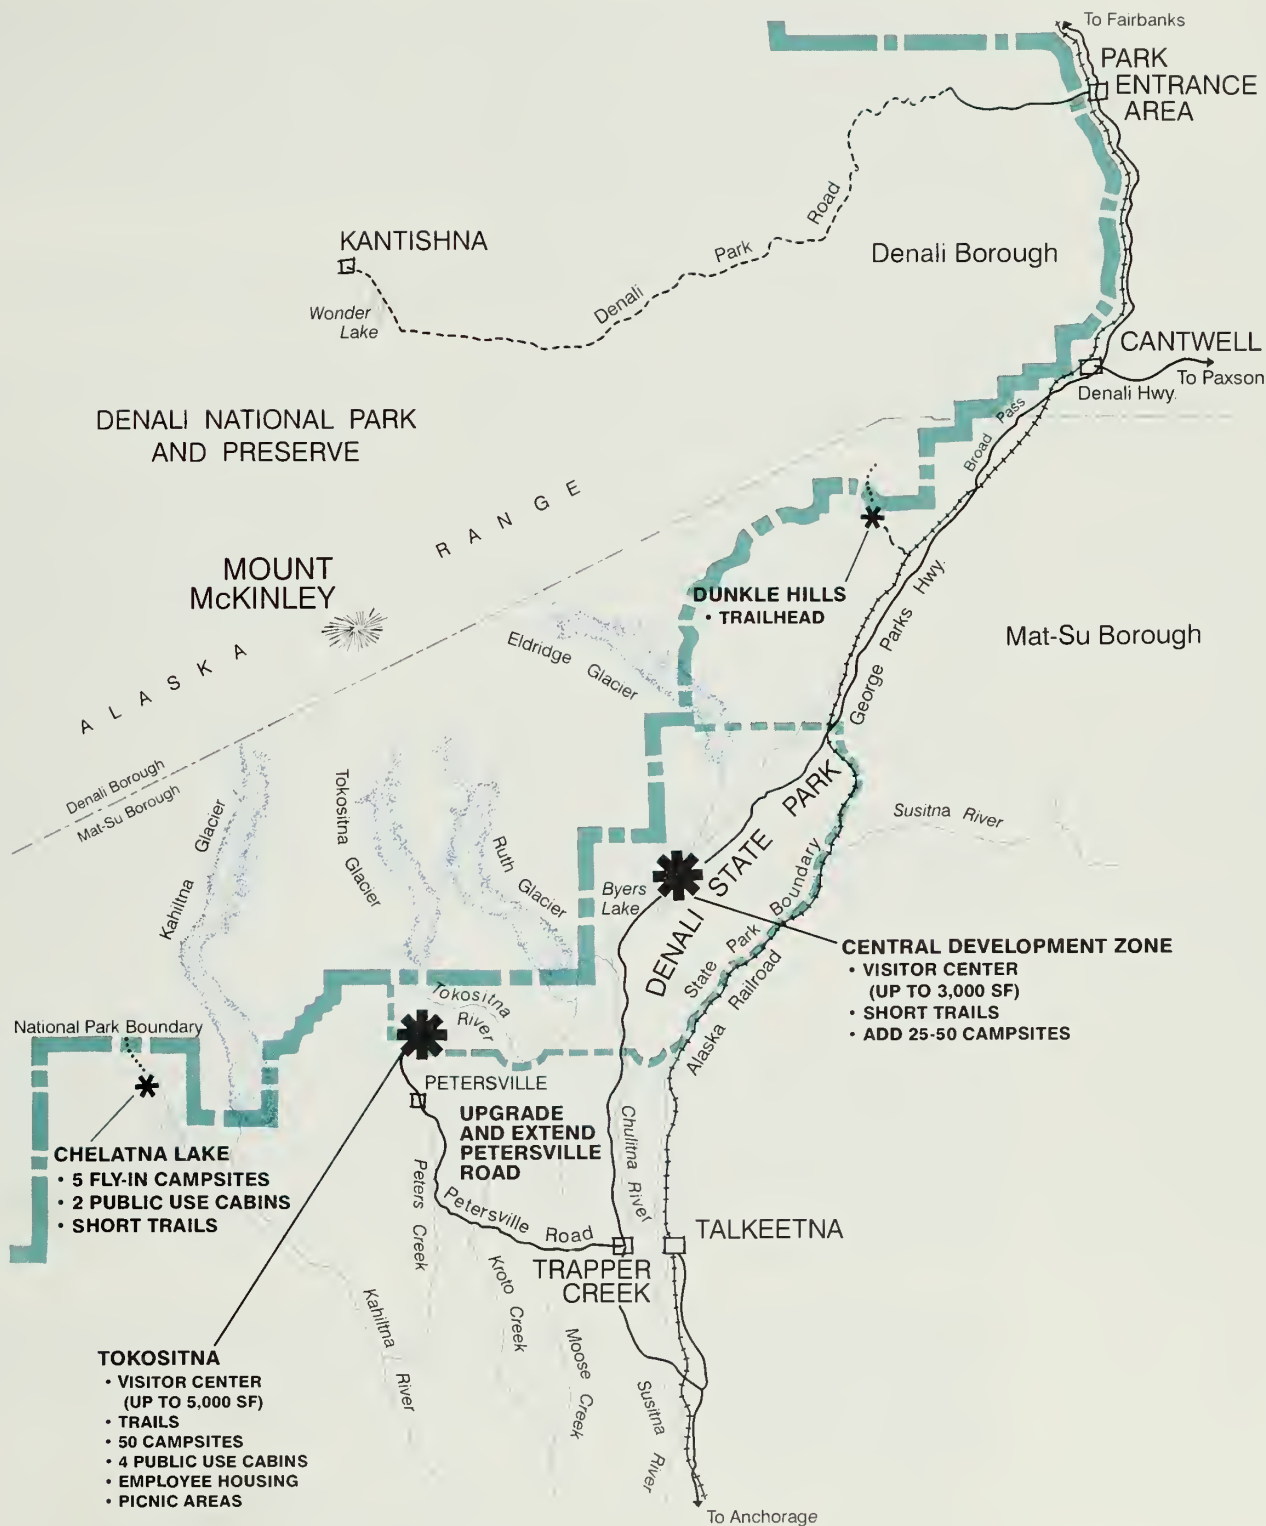 To Fairbanks
PARK
ENTRANCE
AREA
Denali Park Road
KANTISHNA
Wonder
Lake
Denali Borough
CANTWELL
To Paxson
Denali Hwy.
Broad Pass
DENALI NATIONAL PARK
AND PRESERVE
ALASKA RANGE
MOUNT
McKINLEY
DUNKLE HILLS
• TRAILHEAD
George Parks Hwy.
Mat-Su Borough
Eldridge Glacier
Denali Borough
Mat-Su Borough
Kahiltna Glacier
Tokositna Glacier
Ruth Glacier
Byers
Lake
DENALI STATE PARK
State Park Boundary
Alaska Railroad
Susitna River
CENTRAL DEVELOPMENT ZONE
• VISITOR CENTER
(UP TO 3,000 SF)
• SHORT TRAILS
• ADD 25-50 CAMPSITES
National Park Boundary
Tokositna
River
PETERSVILLE
UPGRADE
AND EXTEND
PETERSVILLE
ROAD
CHELATNA LAKE
• 5 FLY-IN CAMPSITES
• 2 PUBLIC USE CABINS
• SHORT TRAILS
Peters Creek
Petersville Road
Chulitna River
TALKEETNA
TRAPPER
CREEK
Kroto Creek
Kahiltna River
Moose Creek
Susitna River
TOKOSITNA
• VISITOR CENTER
(UP TO 5,000 SF)
• TRAILS
• 50 CAMPSITES
• 4 PUBLIC USE CABINS
• EMPLOYEE HOUSING
• PICNIC AREAS
To Anchorage